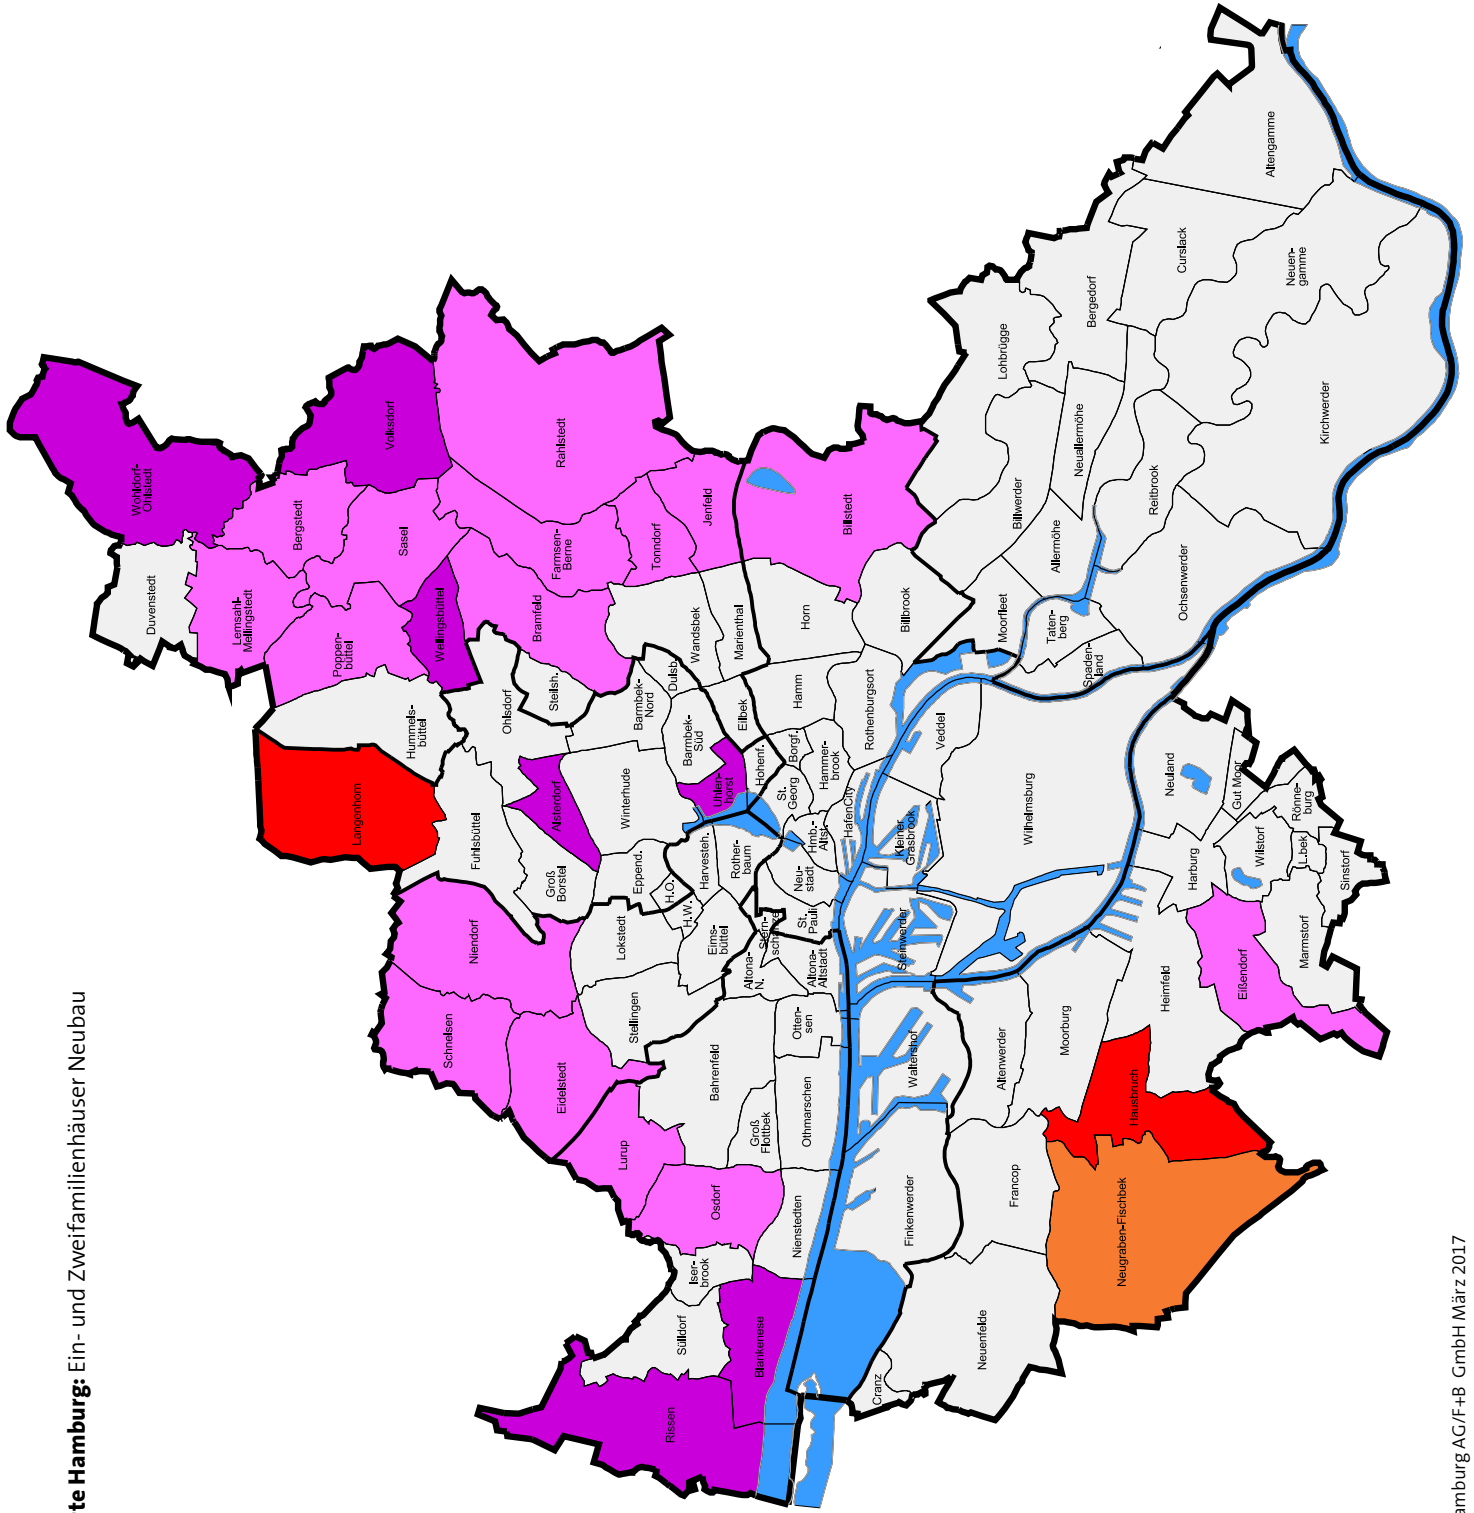 te Hamburg: Ein- und Zweifamilienhäuser Neubau
Wohldorf-
Ohlstedt
Duvenstedt
Lemsahl-
Mellingstedt
Bergstedt
Volksdorf
Sasel
Poppen-
büttel
Wellingsbüttel
Hummels-
büttel
Langenhorn
Rahlstedt
Farmsen-
Berne
Bramfeld
Tonndorf
Jenfeld
Ohlsdorf
Steilsh.
Fuhlsbüttel
Alsterdorf
Groß
Borstel
Winterhude
Barmbek-
Nord
Dulsb.
Barmbek-
Süd
Uhlen-
horst
Wandsbek
Marienthal
Eilbek
Hohenf.
Eppend.
H.O.
H.W.
Harvesteh.
Rother-
baum
Niendorf
Schnelsen
Eidelstedt
Lokstedt
Stellingen
Eims-
büttel
Stern-
schanze
St.
Pauli
Neu-
stadt
Hmb.-
Altst.
St.
Georg
Borgf.
Hammer-
brook
HafenCity
Hamm
Horn
Billstedt
Billbrook
Rothenburgsort
Veddel
Kleiner
Grasbrook
Steinwerder
Wilhelmsburg
Altona-
N.
Altona-
Altstadt
Otten-
sen
Bahrenfeld
Groß
Flottbek
Othmarschen
Lurup
Osdorf
Nienstedten
Iser-
brook
Sülldorf
Blankenese
Rissen
Waltershof
Finkenwerder
Cranz
Neuenfelde
Francop
Altenwerder
Moorburg
Hausbruch
Neugraben-Fischbek
Heimfeld
Eißendorf
Harburg
Marmstorf
Wilstorf
L.bek
Sinstorf
Rönne-
burg
Gut Moor
Neuland
Lohbrügge
Bergedorf
Billwerder
Neuallermöhe
Allermöhe
Moorfleet
Taten-
berg
Spaden-
land
Reitbrook
Ochsenwerder
Curslack
Altengamme
Neuen-
gamme
Kirchwerder
amburg AG/F+B GmbH März 2017